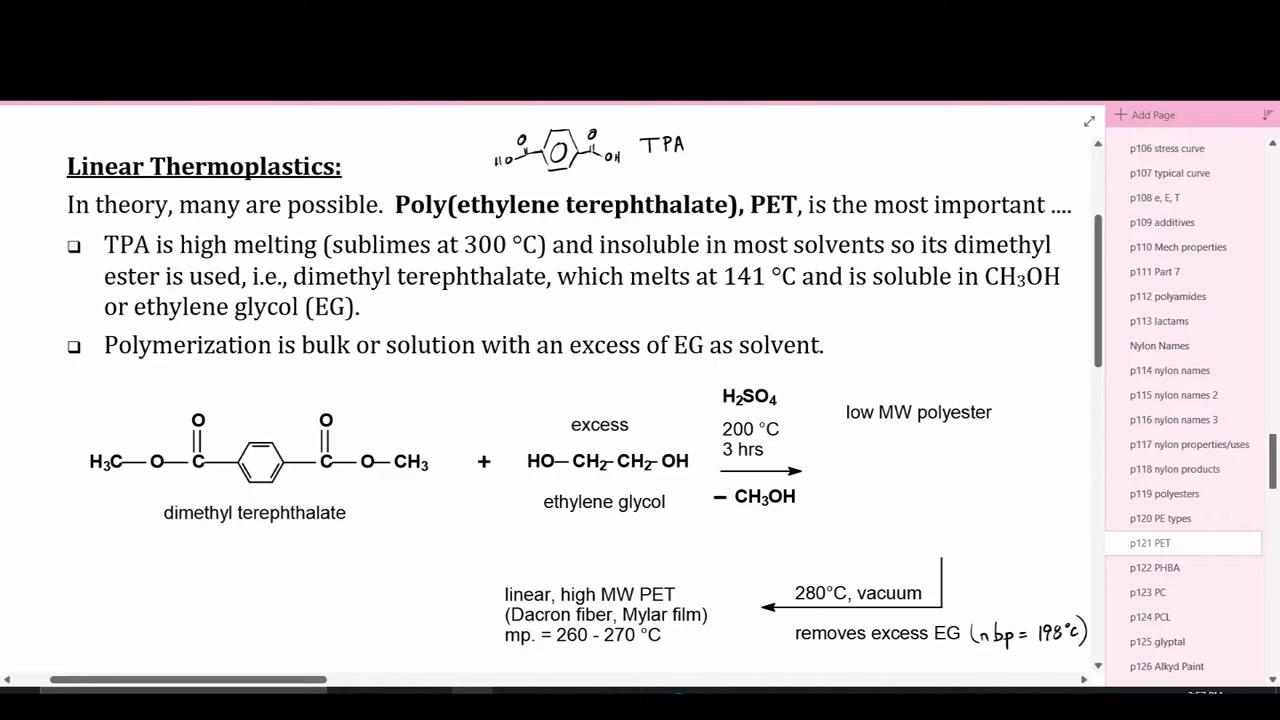 HO O O OH TPA
Linear Thermoplastics:
In theory, many are possible. Poly(ethylene terephthalate), PET, is the most important ....
❑ TPA is high melting (sublimes at 300 °C) and insoluble in most solvents so its dimethyl
ester is used, i.e., dimethyl terephthalate, which melts at 141 °C and is soluble in CH3OH
or ethylene glycol (EG).
❑ Polymerization is bulk or solution with an excess of EG as solvent.
H2SO4
low MW polyester
O O
excess
200 °C
3 hrs
H3C—O—C C—O—CH3 + HO—CH2—CH2—OH
dimethyl terephthalate
ethylene glycol
– CH3OH
linear, high MW PET
(Dacron fiber, Mylar film)
mp. = 260 - 270 °C
280°C, vacuum
removes excess EG (nbp = 198°C)
Add Page
p106 stress curve
p107 typical curve
p108 e, E, T
p109 additives
p110 Mech properties
p111 Part 7
p112 polyamides
p113 lactams
Nylon Names
p114 nylon names
p115 nylon names 2
p116 nylon names 3
p117 nylon properties/uses
p118 nylon products
p119 polyesters
p120 PE types
p121 PET
p122 PHBA
p123 PC
p124 PCL
p125 glyptal
p126 Alkyd Paint